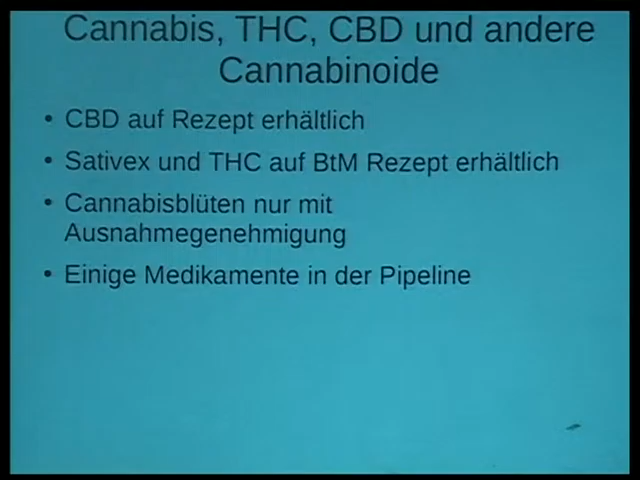 Cannabis, THC, CBD und andere
Cannabinoide
• CBD auf Rezept erhältlich
• Sativex und THC auf BtM Rezept erhältlich
• Cannabisblüten nur mit
Ausnahmegenehmigung
• Einige Medikamente in der Pipeline